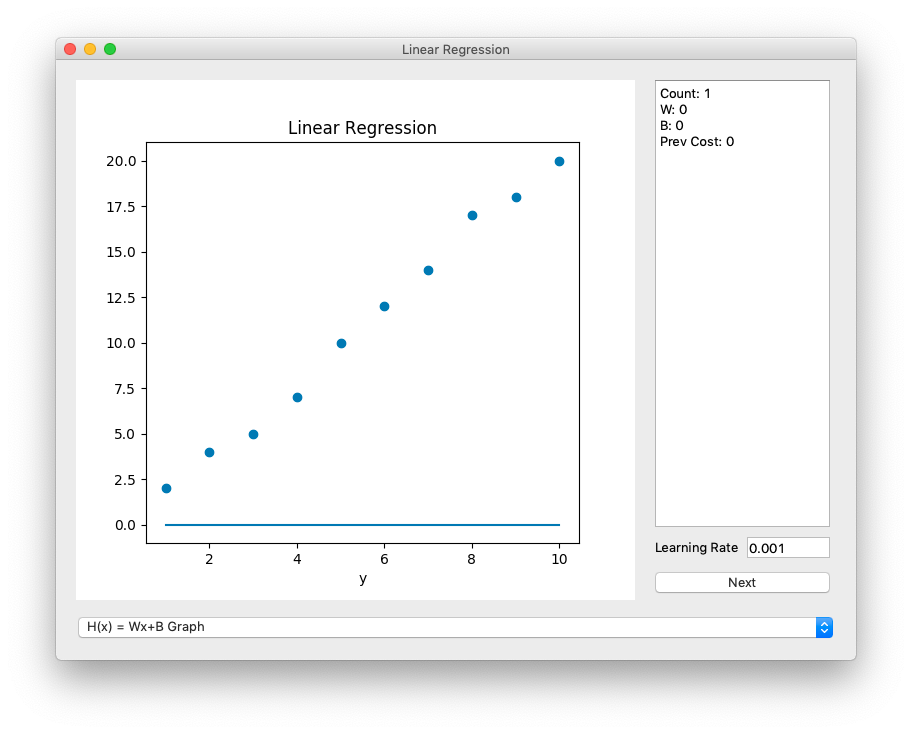 Linear Regression
Linear Regression
20.0
17.5
15.0
12.5
10.0
7.5
5.0
2.5
0.0
2 4 6 8 10
y
Count: 1
W: 0
B: 0
Prev Cost: 0
Learning Rate 0.001
Next
H(x) = Wx+B Graph